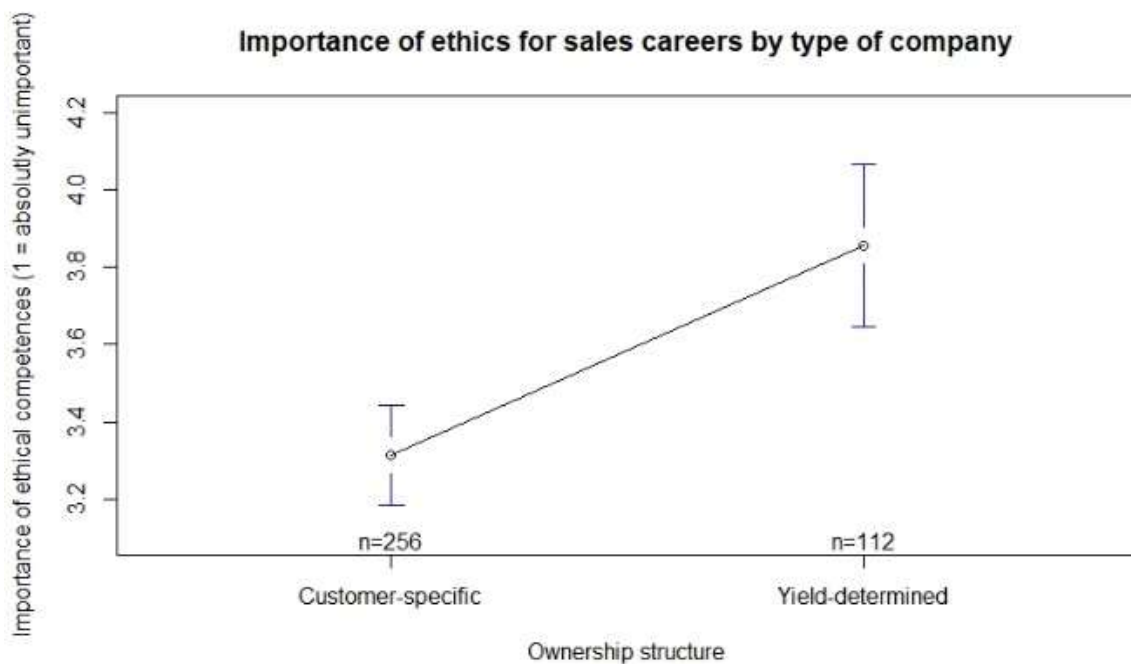 Importance of ethics for sales careers by type of company
Importance of ethical competences (1 = absolutly unimportant)
4.2
4.0
3.8
3.6
3.4
3.2
n=256
n=112
Customer-specific
Yield-determined
Ownership structure